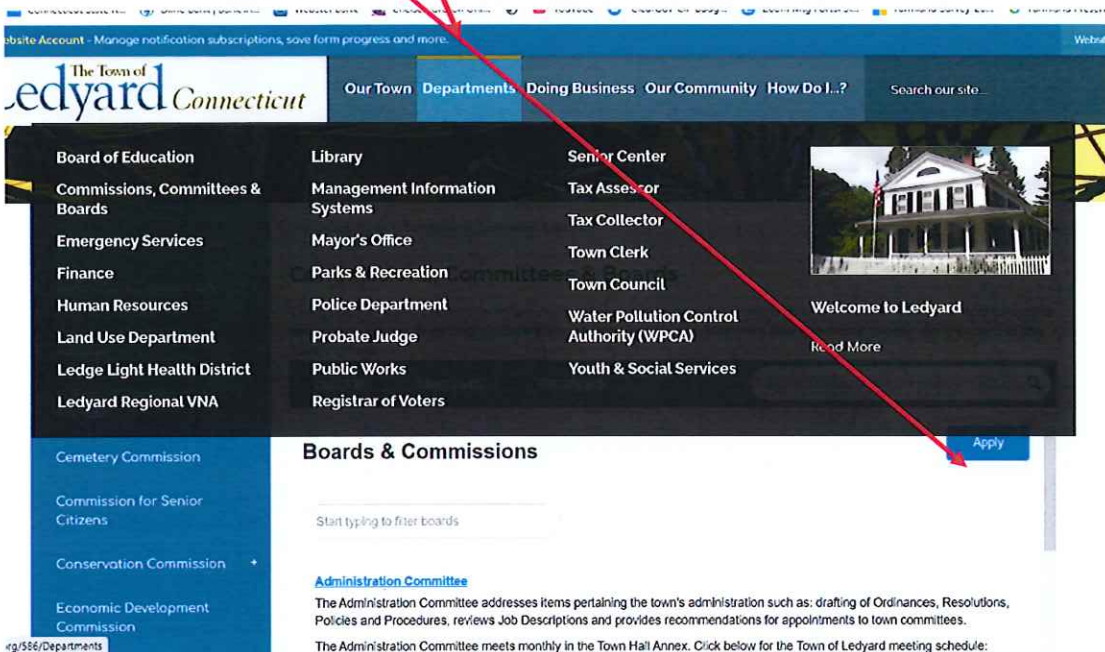 Website Account - Manage notification subscriptions, save form progress and more.
The Town of
Ledyard Connecticut
Our Town Departments Doing Business Our Community How Do I...?
Search our site...
Board of Education
Commissions, Committees &
Boards
Emergency Services
Finance
Human Resources
Land Use Department
Ledge Light Health District
Ledyard Regional VNA
Library
Management Information
Systems
Mayor's Office
Parks & Recreation
Police Department
Probate Judge
Public Works
Registrar of Voters
Senior Center
Tax Assessor
Tax Collector
Town Clerk
Town Council
Water Pollution Control
Authority (WPCA)
Youth & Social Services
Welcome to Ledyard
Read More
Committees & Boards
Cemetery Commission
Commission for Senior
Citizens
Conservation Commission +
Economic Development
Commission
Boards & Commissions
Apply
Start typing to filter boards
Administration Committee
The Administration Committee addresses items pertaining the town's administration such as: drafting of Ordinances, Resolutions,
Policies and Procedures, reviews Job Descriptions and provides recommendations for appointments to town committees.
The Administration Committee meets monthly in the Town Hall Annex. Click below for the Town of Ledyard meeting schedule:
rg/586/Departments